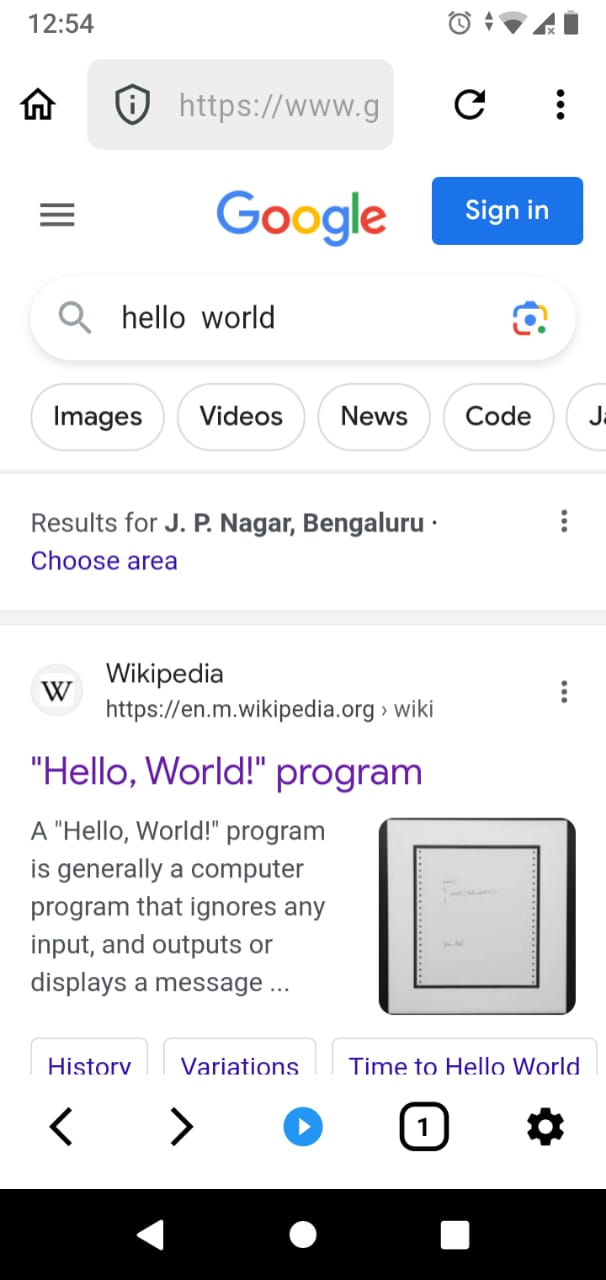 12:54
https://www.g
Google
Sign in
hello  world
Images
Videos
News
Code
Results for J. P. Nagar, Bengaluru ·
Choose area
W
Wikipedia
https://en.m.wikipedia.org › wiki
"Hello, World!" program
A "Hello, World!" program
is generally a computer
program that ignores any
input, and outputs or
displays a message ...
History
Variations
Time to Hello World
1